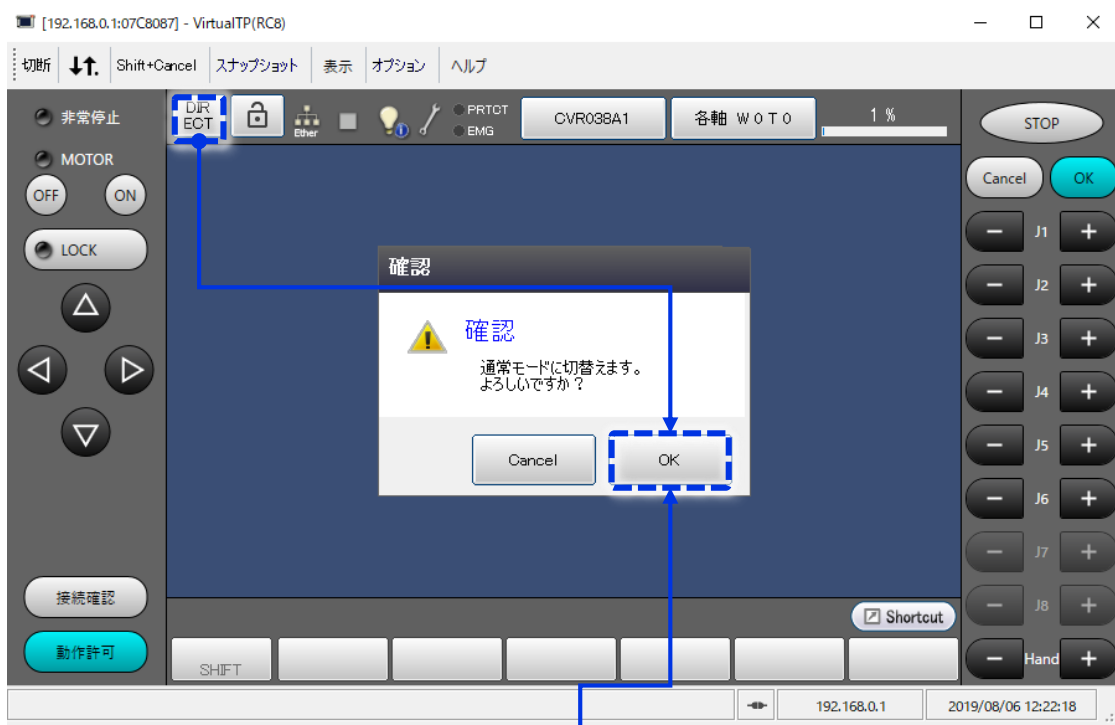 [192.168.0.1:07C8087] - VirtualTP(RC8)
切断 Shift+Cancel スナップショット 表示 オプション ヘルプ
非常停止
DIR
ECT
Ether
PRTCT
EMG
CVR038A1
各軸 W0T0
1 %
STOP
MOTOR
OFF
ON
Cancel
OK
LOCK
J1
J2
J3
J4
J5
J6
J7
J8
Hand
確認
確認
通常モードに切替えます。
よろしいですか？
Cancel
OK
接続確認
動作許可
Shortcut
SHIFT
192.168.0.1
2019/08/06 12:22:18